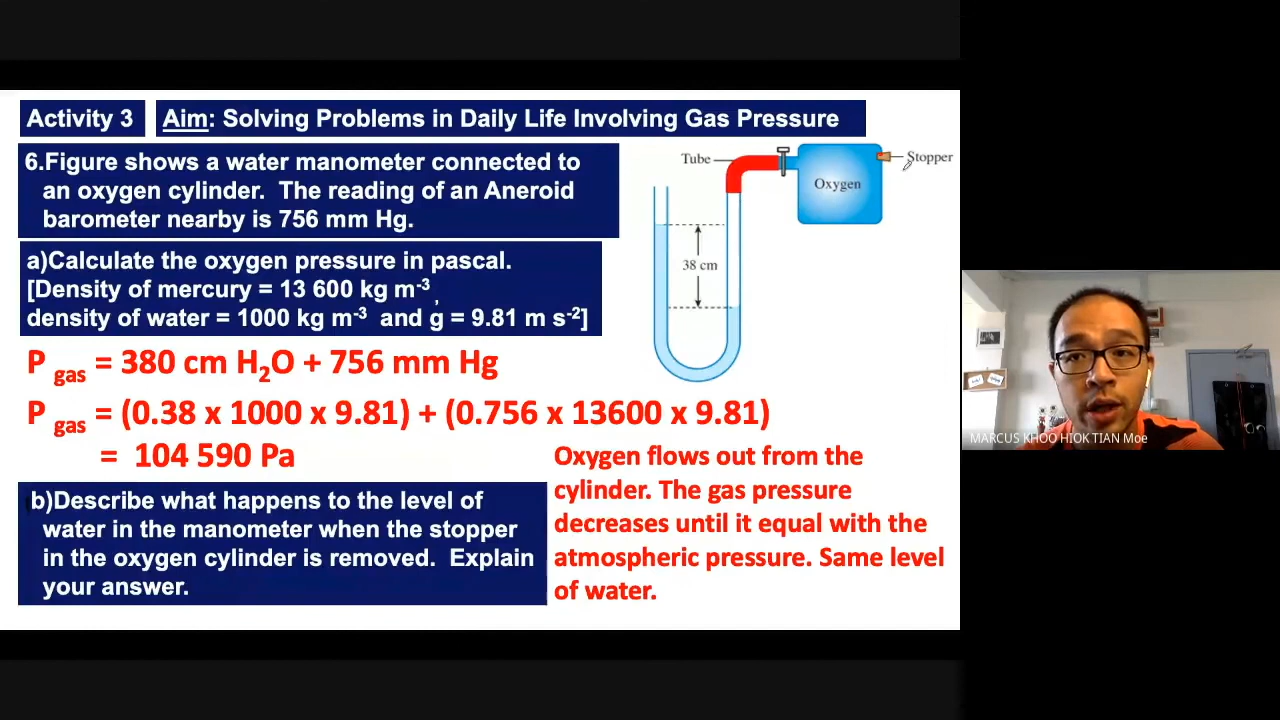 Activity 3
Aim: Solving Problems in Daily Life Involving Gas Pressure
6.Figure shows a water manometer connected to
an oxygen cylinder. The reading of an Aneroid
barometer nearby is 756 mm Hg.
Tube
Oxygen
Stopper
38 cm
a)Calculate the oxygen pressure in pascal.
[Density of mercury = 13 600 kg m⁻³ ,
density of water = 1000 kg m⁻³ and g = 9.81 m s⁻²]
P gas = 380 cm H₂O + 756 mm Hg
P gas = (0.38 x 1000 x 9.81) + (0.756 x 13600 x 9.81)
= 104 590 Pa
b)Describe what happens to the level of
water in the manometer when the stopper
in the oxygen cylinder is removed. Explain
your answer.
Oxygen flows out from the
cylinder. The gas pressure
decreases until it equal with the
atmospheric pressure. Same level
of water.
MARCUS KHOO HIOK TIAN Moe